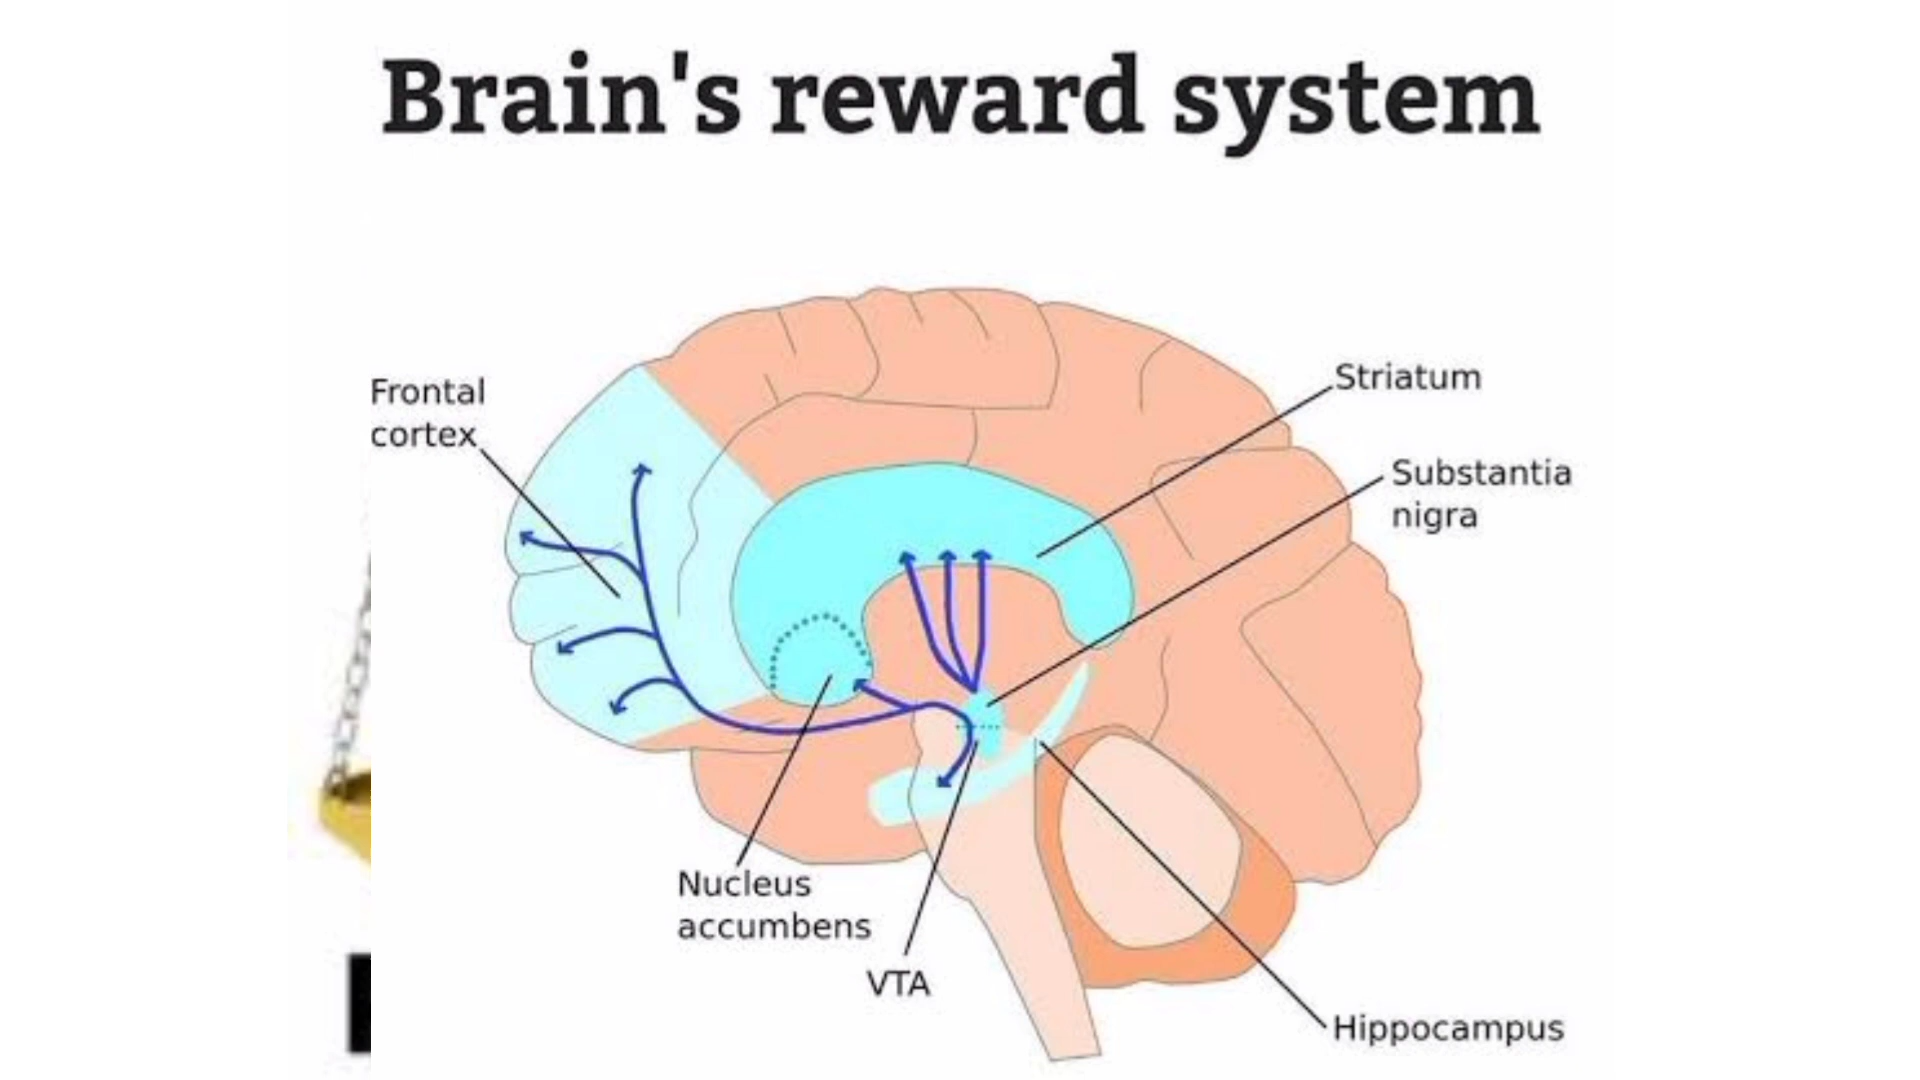 Brain's reward system
Frontal
cortex
Striatum
Substantia
nigra
Nucleus
accumbens
VTA
Hippocampus